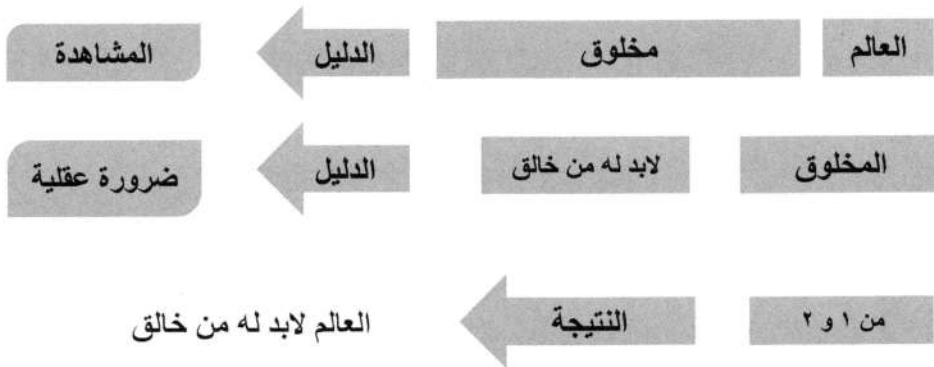 العالم مخلوق الدليل المشاهدة
المخلوق لابد له من خالق الدليل ضرورة عقلية
من ١ و ٢ النتيجة العالم لابد له من خالق